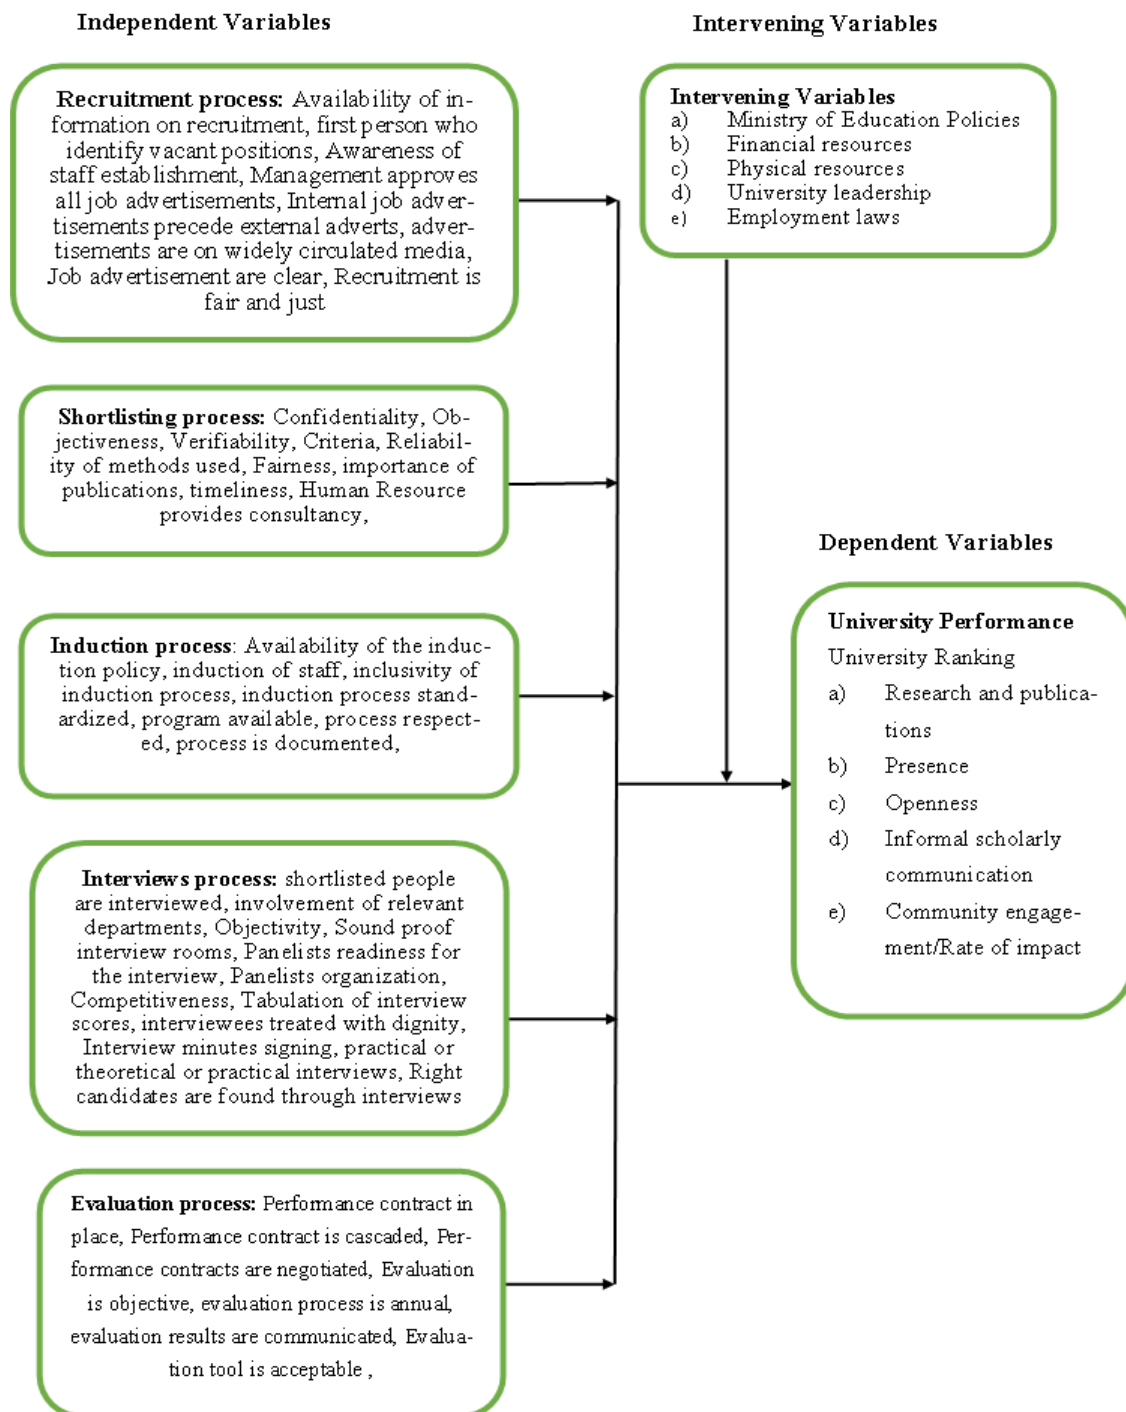 Independent Variables
Recruitment process: Availability of in-
formation on recruitment, first person who
identify vacant positions, Awareness of
staff establishment, Management approves
all job advertisements, Internal job adver-
tisements precede external adverts, adver-
tisements are on widely circulated media,
Job advertisement are clear, Recruitment is
fair and just
Shortlisting process: Confidentiality, Ob-
jectiveness, Verifiability, Criteria, Reliabil-
ity of methods used, Fairness, importance of
publications, timeliness, Human Resource
provides consultancy,
Induction process: Availability of the induc-
tion policy, induction of staff, inclusivity of
induction process, induction process stand-
ardized, program available, process respect-
ed, process is documented,
Interviews process: shortlisted people
are interviewed, involvement of relevant
departments, Objectivity, Sound proof
interview rooms, Panelists readiness for
the interview, Panelists organization,
Competitiveness, Tabulation of interview
scores, interviewees treated with dignity,
Interview minutes signing, practical or
theoretical or practical interviews, Right
candidates are found through interviews
Evaluation process: Performance contract in
place, Performance contract is cascaded, Per-
formance contracts are negotiated, Evaluation
is objective, evaluation process is annual,
evaluation results are communicated, Evalua-
tion tool is acceptable ,
Intervening Variables
Intervening Variables
a) Ministry of Education Policies
b) Financial resources
c) Physical resources
d) University leadership
e) Employment laws
Dependent Variables
University Performance
University Ranking
a) Research and publica-
tions
b) Presence
c) Openness
d) Informal scholarly
communication
e) Community engage-
ment/Rate of impact